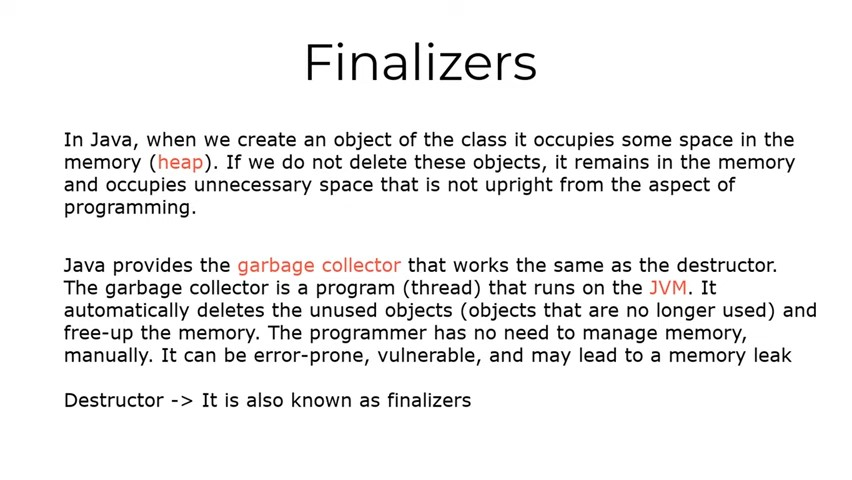 Finalizers
In Java, when we create an object of the class it occupies some space in the
memory (heap). If we do not delete these objects, it remains in the memory
and occupies unnecessary space that is not upright from the aspect of
programming.
Java provides the garbage collector that works the same as the destructor.
The garbage collector is a program (thread) that runs on the JVM. It
automatically deletes the unused objects (objects that are no longer used) and
free-up the memory. The programmer has no need to manage memory,
manually. It can be error-prone, vulnerable, and may lead to a memory leak
Destructor -> It is also known as finalizers